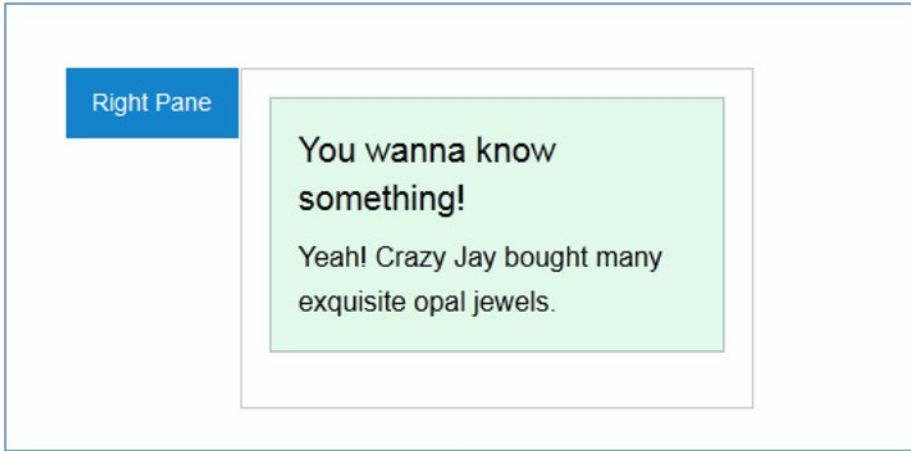 Right Pane
You wanna know
something!
Yeah! Crazy Jay bought many
exquisite opal jewels.